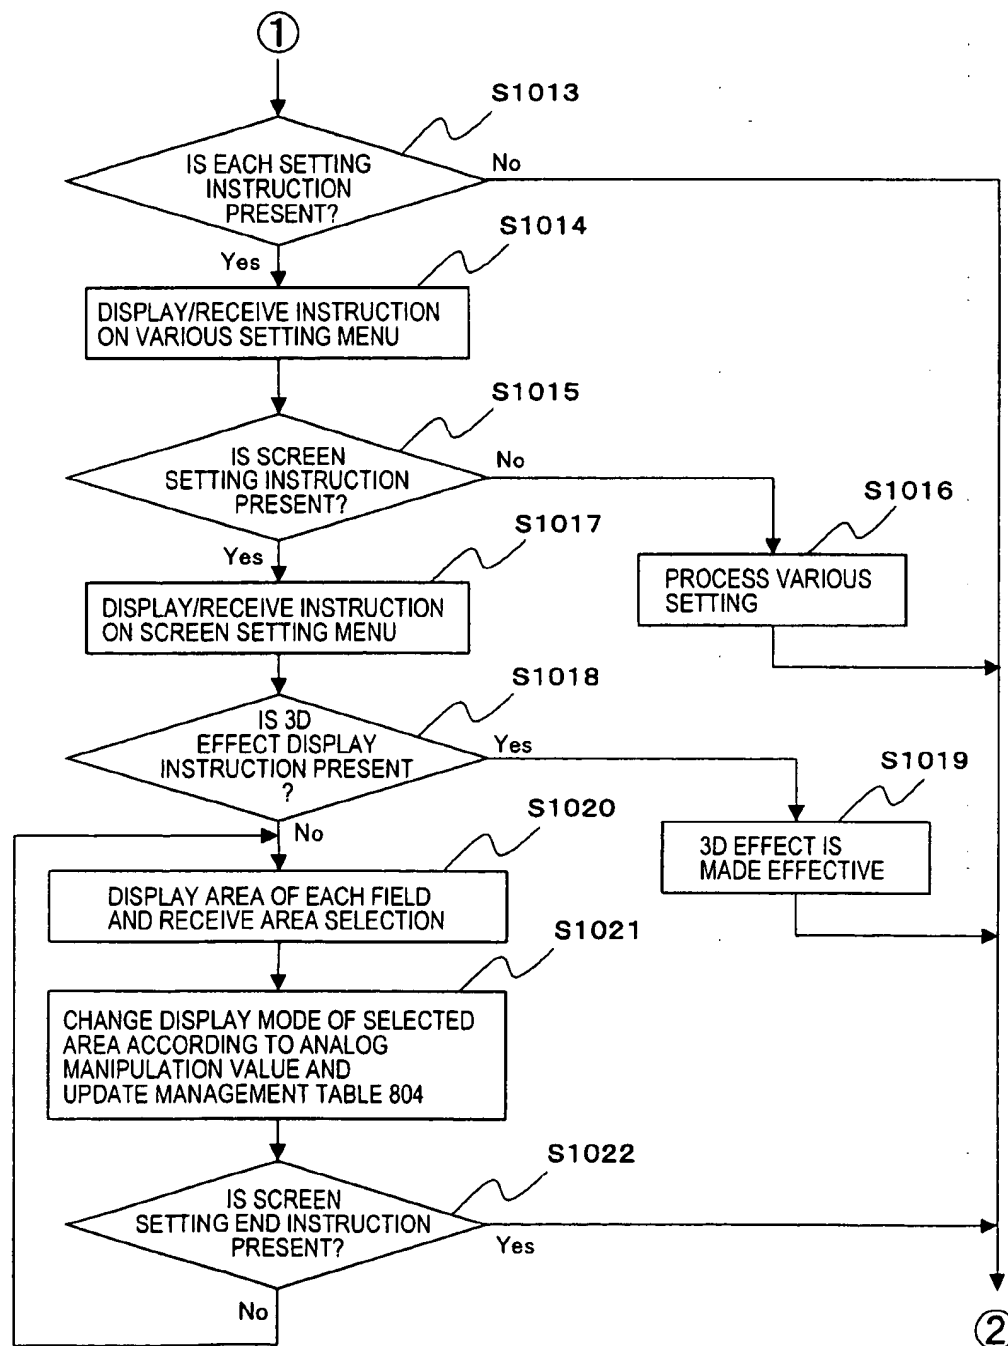 1
S1013
IS EACH SETTING
INSTRUCTION
PRESENT?
No
Yes
S1014
DISPLAY/RECEIVE INSTRUCTION
ON VARIOUS SETTING MENU
S1015
IS SCREEN
SETTING INSTRUCTION
PRESENT?
No
Yes
S1016
PROCESS VARIOUS
SETTING
S1017
DISPLAY/RECEIVE INSTRUCTION
ON SCREEN SETTING MENU
S1018
IS 3D
EFFECT DISPLAY
INSTRUCTION PRESENT
?
Yes
No
S1019
3D EFFECT IS
MADE EFFECTIVE
S1020
DISPLAY AREA OF EACH FIELD
AND RECEIVE AREA SELECTION
S1021
CHANGE DISPLAY MODE OF SELECTED
AREA ACCORDING TO ANALOG
MANIPULATION VALUE AND
UPDATE MANAGEMENT TABLE 804
S1022
IS SCREEN
SETTING END INSTRUCTION
PRESENT?
Yes
No
2